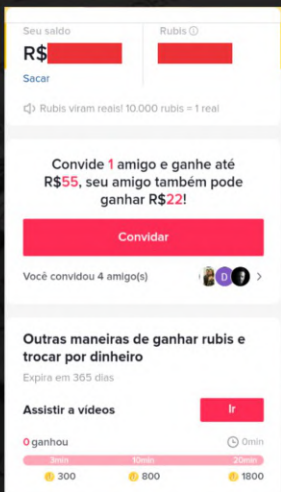 Seu saldo
Rubis
R$
Sacar
Rubis viram reais! 10.000 rubis = 1 real
Convide 1 amigo e ganhe até
R$55, seu amigo também pode
ganhar R$22!
Convidar
Você convidou 4 amigo(s)
D
Outras maneiras de ganhar rubis e
trocar por dinheiro
Expira em 365 dias
Assistir a vídeos
Ir
0 ganhou
0min
3min 10min 20min
300 800 1800